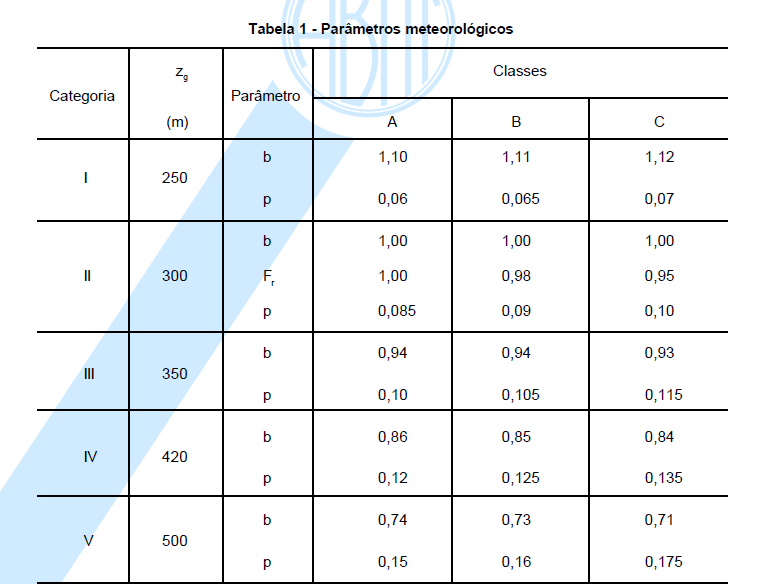 Tabela 1 - Parâmetros meteorológicos
Categoria z_g (m) Parâmetro Classes
A B C
I 250 b 1,10 1,11 1,12
p 0,06 0,065 0,07
II 300 b 1,00 1,00 1,00
F_r 1,00 0,98 0,95
p 0,085 0,09 0,10
III 350 b 0,94 0,94 0,93
p 0,10 0,105 0,115
IV 420 b 0,86 0,85 0,84
p 0,12 0,125 0,135
V 500 b 0,74 0,73 0,71
p 0,15 0,16 0,175